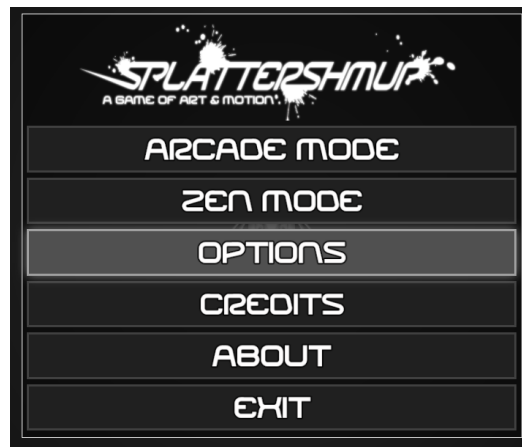 SPLATTERSHMUP
A GAME OF ART & MOTION.
ARCADE MODE
ZEN MODE
OPTIONS
CREDITS
ABOUT
EXIT